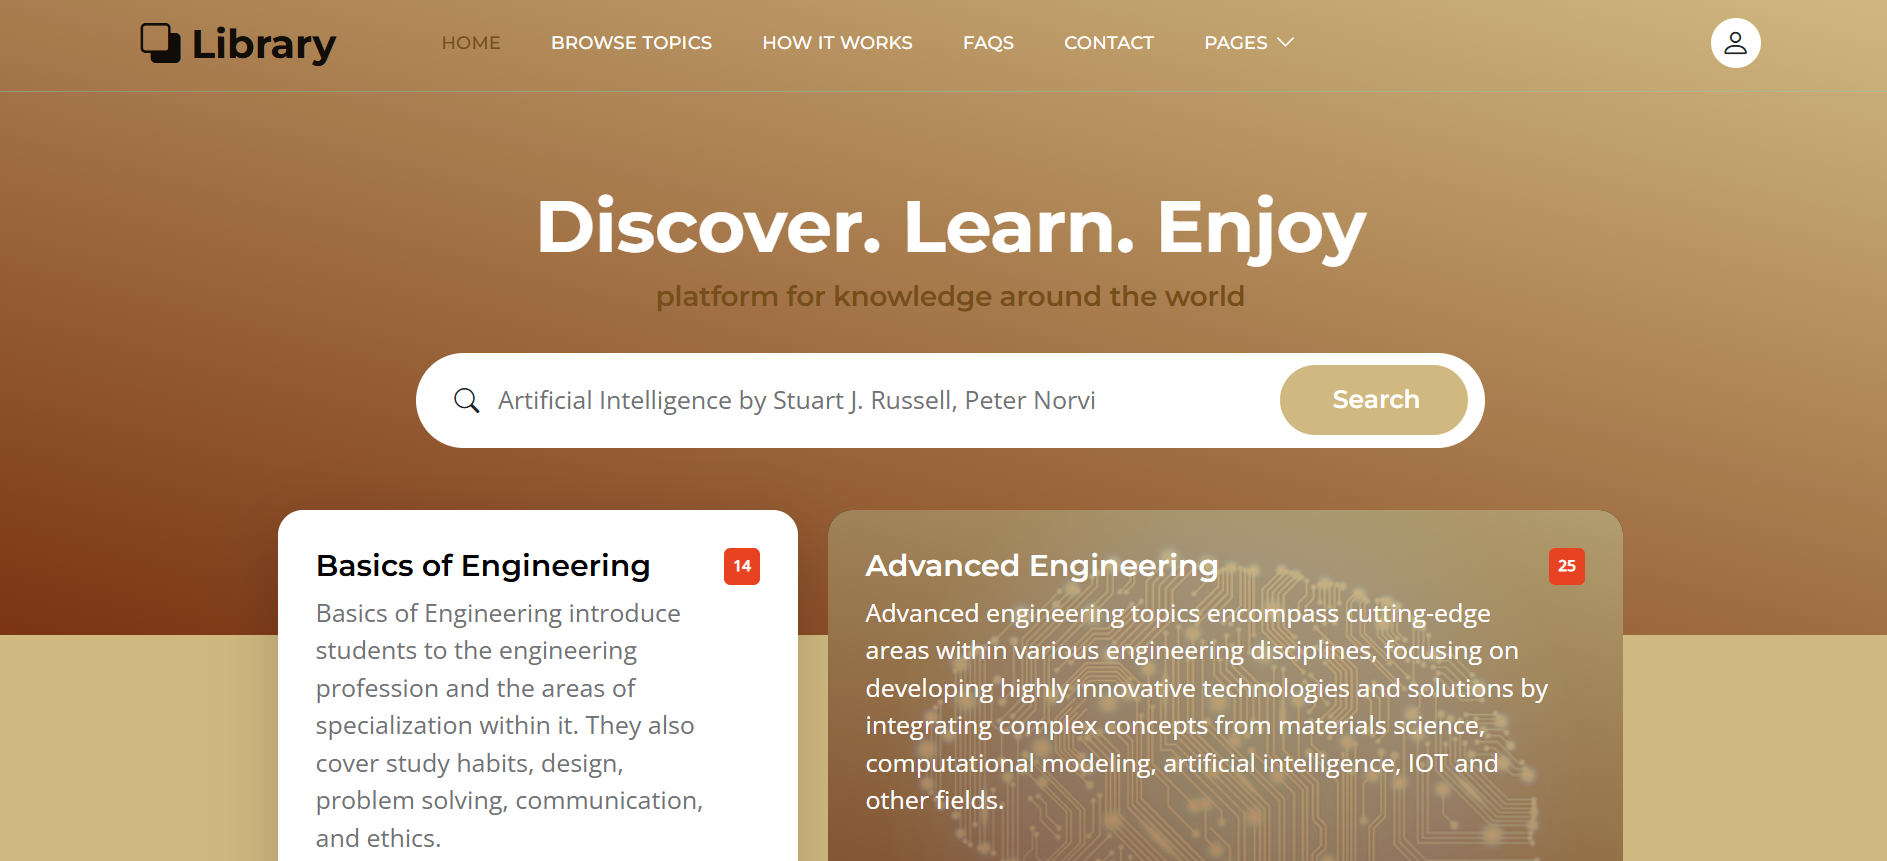 Library
HOME
BROWSE TOPICS
HOW IT WORKS
FAQS
CONTACT
PAGES
Discover. Learn. Enjoy
platform for knowledge around the world
Artificial Intelligence by Stuart J. Russell, Peter Norvi
Search
Basics of Engineering
14
Basics of Engineering introduce
students to the engineering
profession and the areas of
specialization within it. They also
cover study habits, design,
problem solving, communication,
and ethics.
Advanced Engineering
25
Advanced engineering topics encompass cutting-edge
areas within various engineering disciplines, focusing on
developing highly innovative technologies and solutions by
integrating complex concepts from materials science,
computational modeling, artificial intelligence, IOT and
other fields.